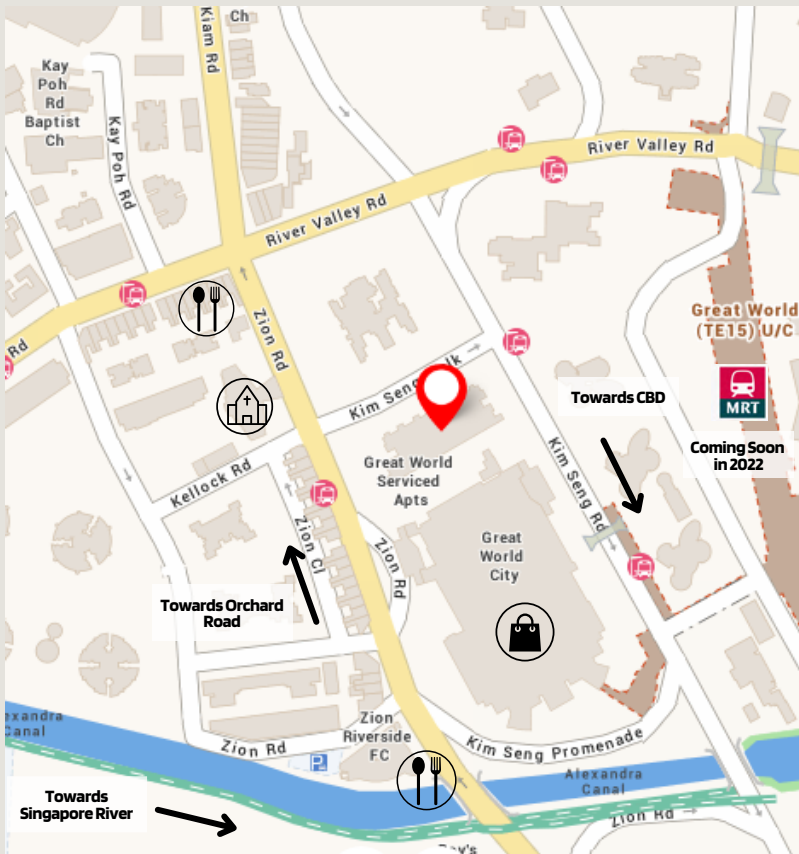 Ch
Kiam Rd
Kay
Poh
Rd
Baptist
Ch
Kay Poh Rd
River Valley Rd
River Valley Rd
Rd
Zion Rd
Great World
(TE15) U/C
MRT
Coming Soon
in 2022
Kim Seng
Towards CBD
Kellock Rd
Great World
Serviced
Apts
Kim Seng Rd
Great
World
City
Zion Cl
Zion Rd
Towards Orchard
Road
Zion
Riverside
FC
Zion Rd
Kim Seng Promenade
P
Alexandra
Canal
Canal
Towards
Singapore River
Zion Rd